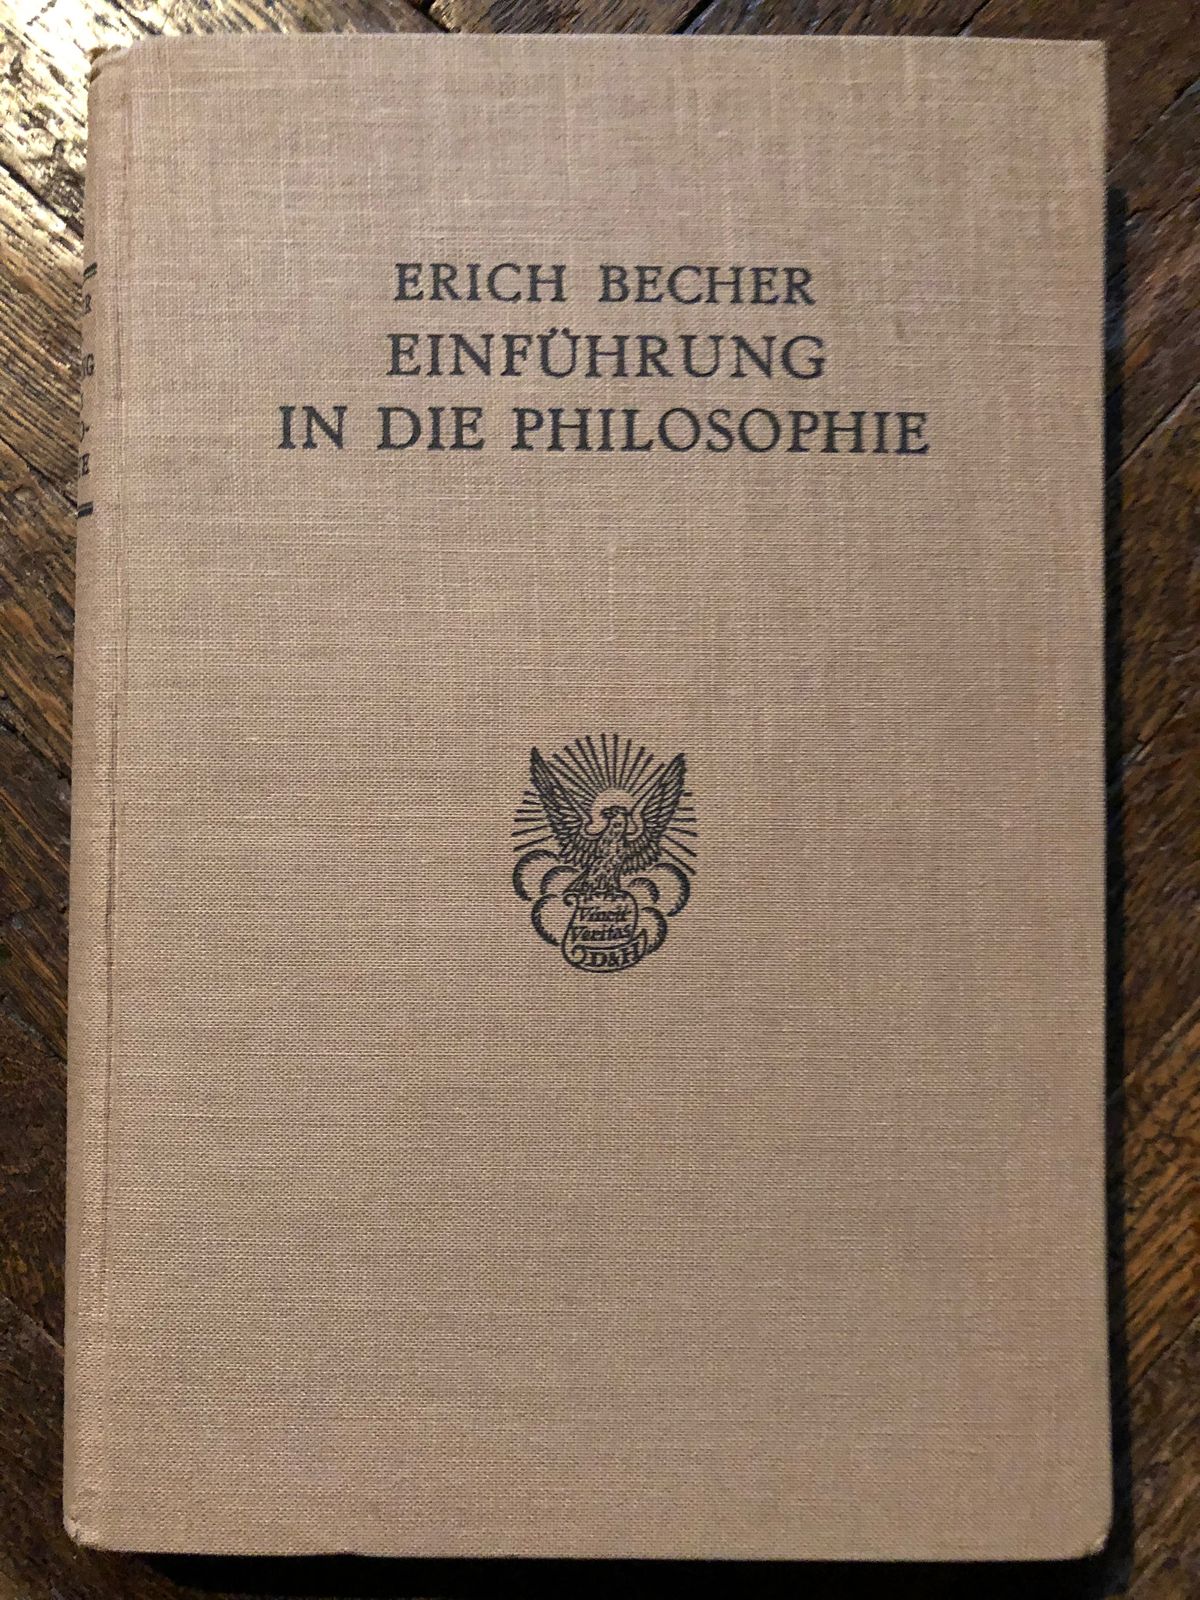 ERICH BECHER
EINFÜHRUNG
IN DIE PHILOSOPHIE
Vincit
Veritas
D&H